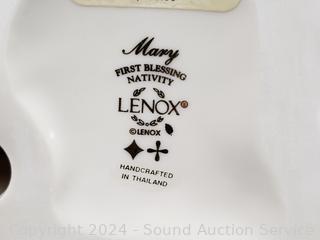 Mary
FIRST BLESSING
NATIVITY
LENOX®
©LENOX
HANDCRAFTED
IN THAILAND
Copyright 2024 - Sound Auction Service